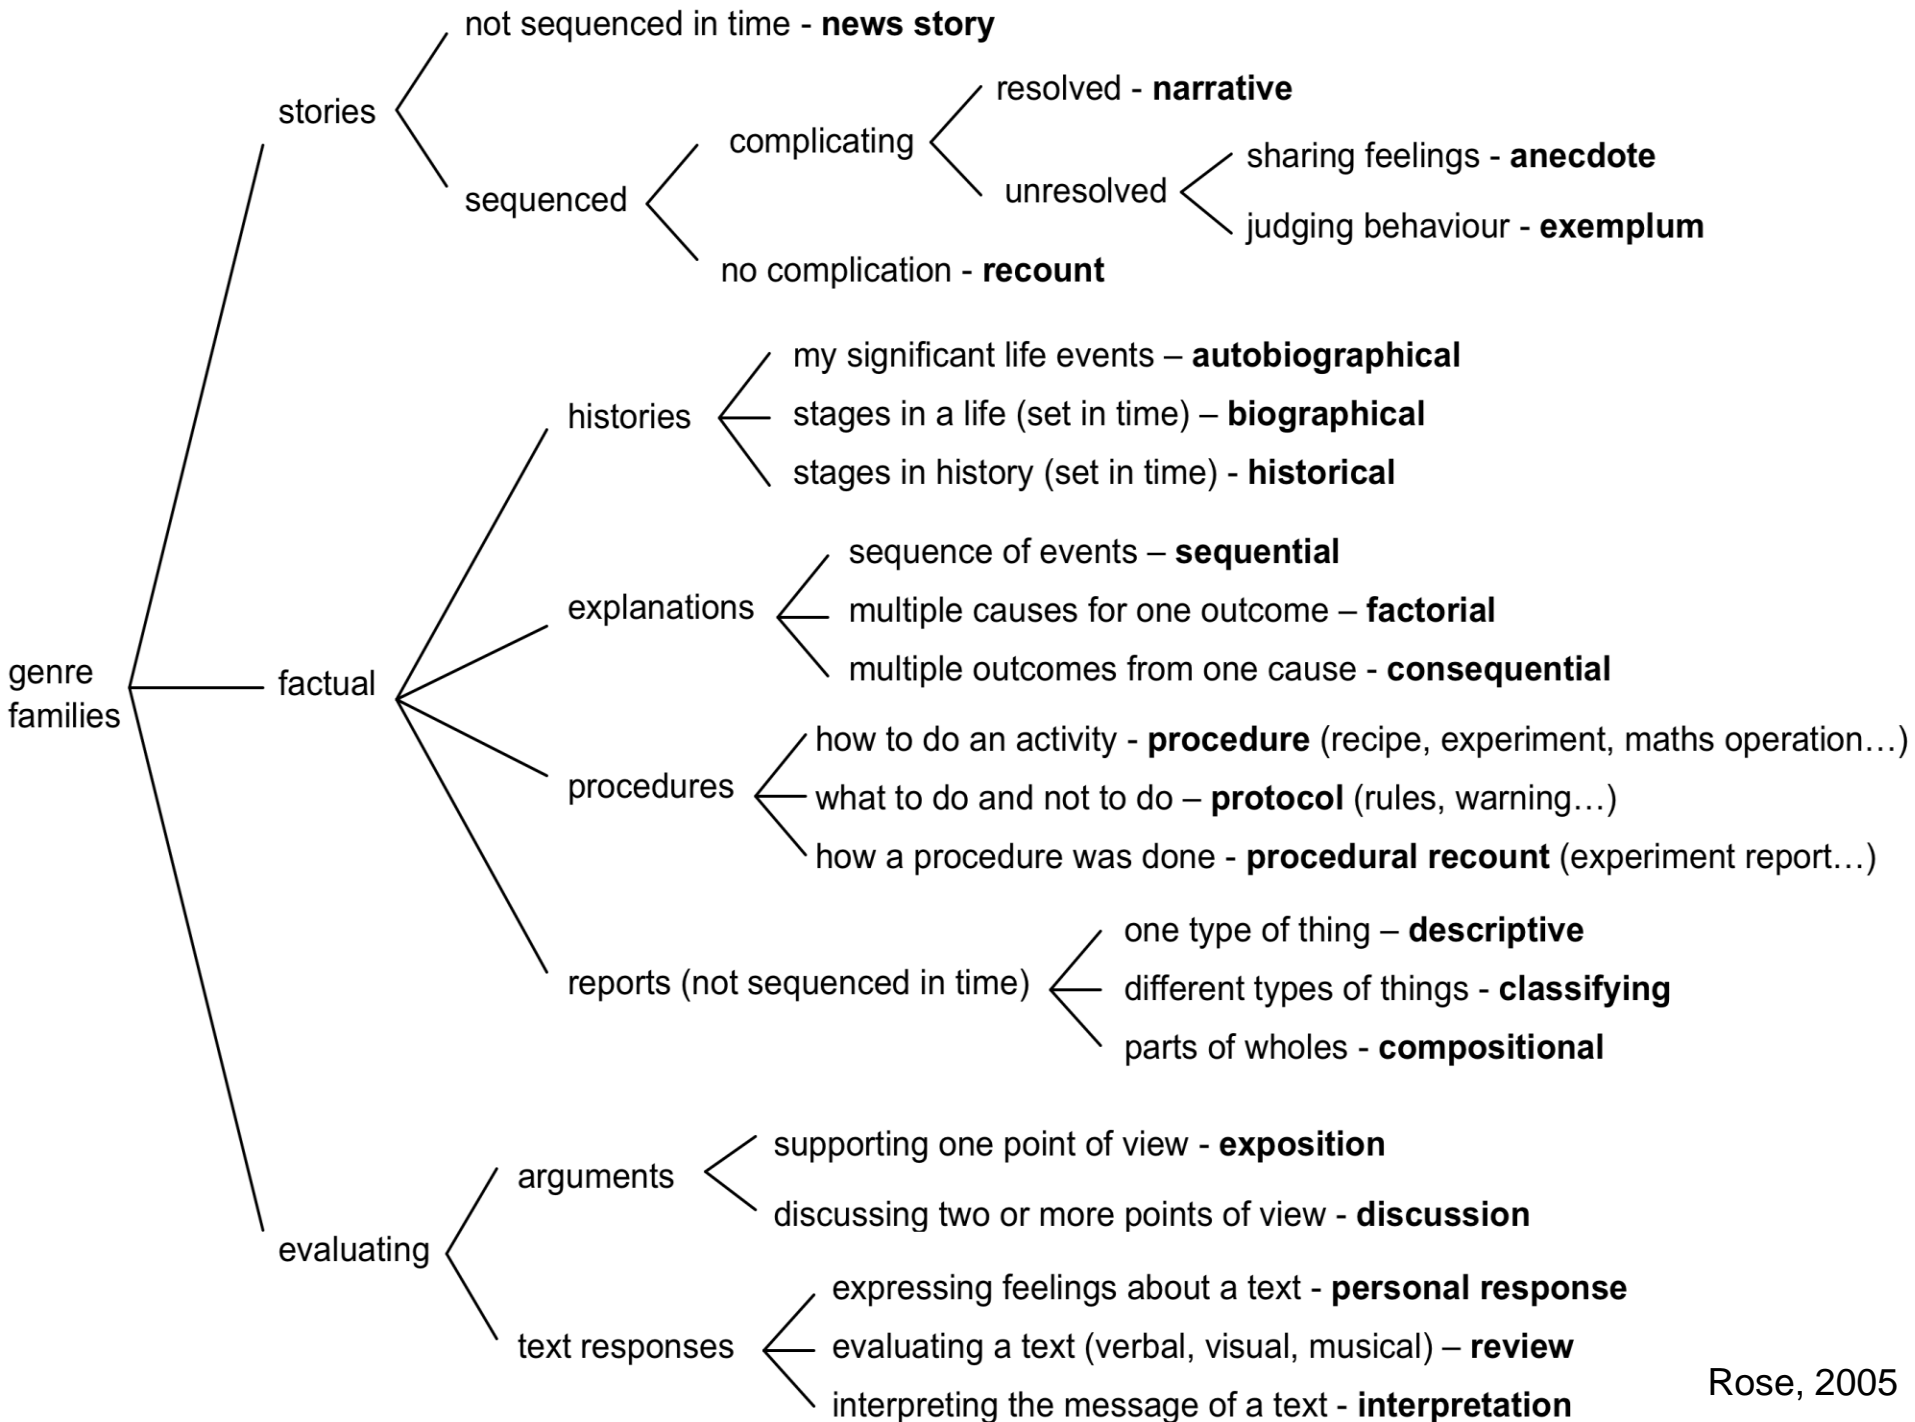 not sequenced in time - news story
resolved - narrative
stories
complicating
sharing feelings - anecdote
unresolved
sequenced
judging behaviour - exemplum
no complication - recount
my significant life events – autobiographical
histories
stages in a life (set in time) – biographical
stages in history (set in time) - historical
sequence of events – sequential
explanations
multiple causes for one outcome – factorial
multiple outcomes from one cause - consequential
genre
families
factual
how to do an activity - procedure (recipe, experiment, maths operation…)
procedures
what to do and not to do – protocol (rules, warning…)
how a procedure was done - procedural recount (experiment report…)
one type of thing – descriptive
reports (not sequenced in time)
different types of things - classifying
parts of wholes - compositional
supporting one point of view - exposition
arguments
discussing two or more points of view - discussion
evaluating
expressing feelings about a text - personal response
text responses
evaluating a text (verbal, visual, musical) – review
interpreting the message of a text - interpretation
Rose, 2005